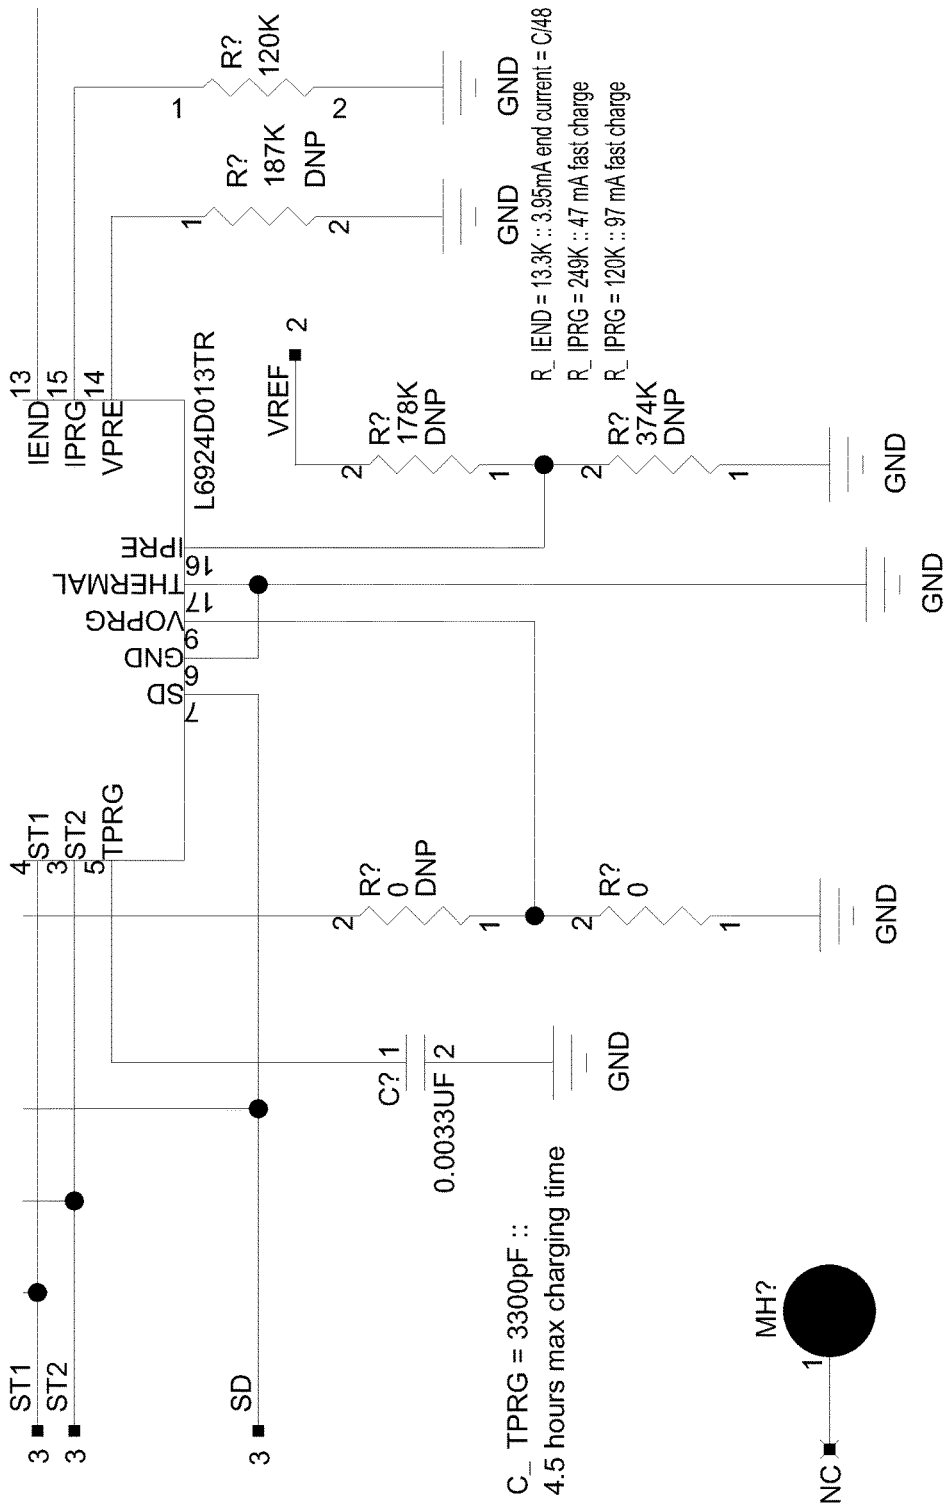 3
ST1
4
ST1
IEND
13
3
ST2
3
ST2
IPRG
15
5
TPRG
VPRE
14
SD
7
GND
6
VOPRG
9
THERMAL
17
IPRE
16
L6924D013TR
1
R?
120K
2
GND
1
R?
187K
DNP
2
GND
3
SD
VREF
2
2
R?
178K
DNP
1
2
R?
374K
DNP
1
GND
GND
2
R?
0
DNP
1
2
R?
0
1
GND
C?
1
0.0033UF
2
GND
C_ TPRG = 3300pF ::
4.5 hours max charging time
R_ IEND = 13.3K :: 3.95mA end current = C/48
R_ IPRG = 249K :: 47 mA fast charge
R_ IPRG = 120K :: 97 mA fast charge
NC
1
MH?